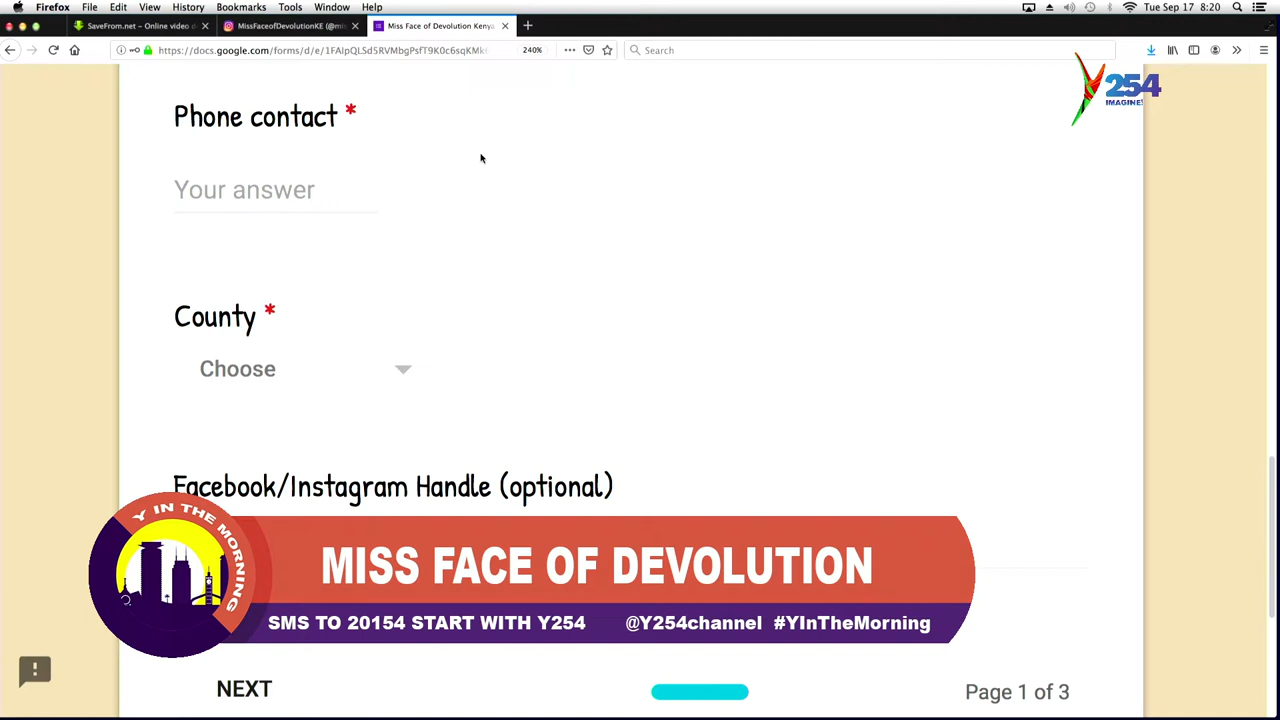 Firefox File Edit View History Bookmarks Tools Window Help Tue Sep 17 8:20
SaveFrom.net – Online video d
MissFaceofDevolutionKE (@mis
Miss Face of Devolution Kenya
https://docs.google.com/forms/d/e/1FAIpQLSd5RVMbgPsfT9K0c6sqKMk
240%
Search
254
IMAGINE!
Phone contact *
Your answer
County *
Choose
Facebook/Instagram Handle (optional)
Y IN THE MORNING
MISS FACE OF DEVOLUTION
SMS TO 20154 START WITH Y254 @Y254channel #YInTheMorning
NEXT
Page 1 of 3